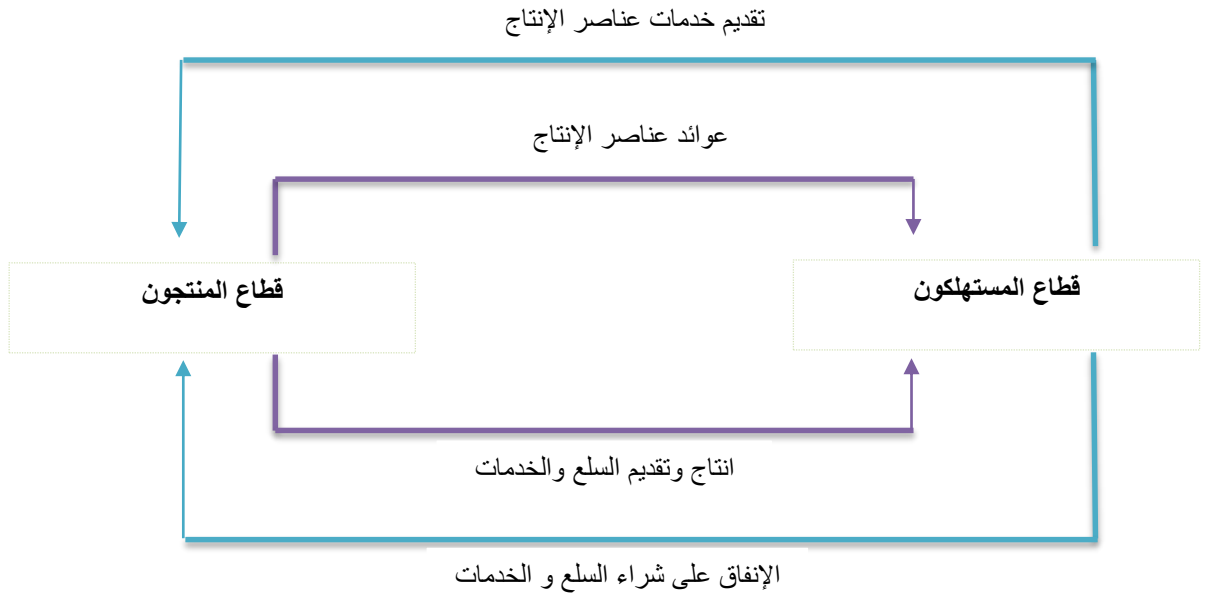 تقديم خدمات عناصر الإنتاج
عوائد عناصر الإنتاج
قطاع المستهلكون
قطاع المنتجون
انتاج وتقديم السلع والخدمات
الإنفاق على شراء السلع و الخدمات